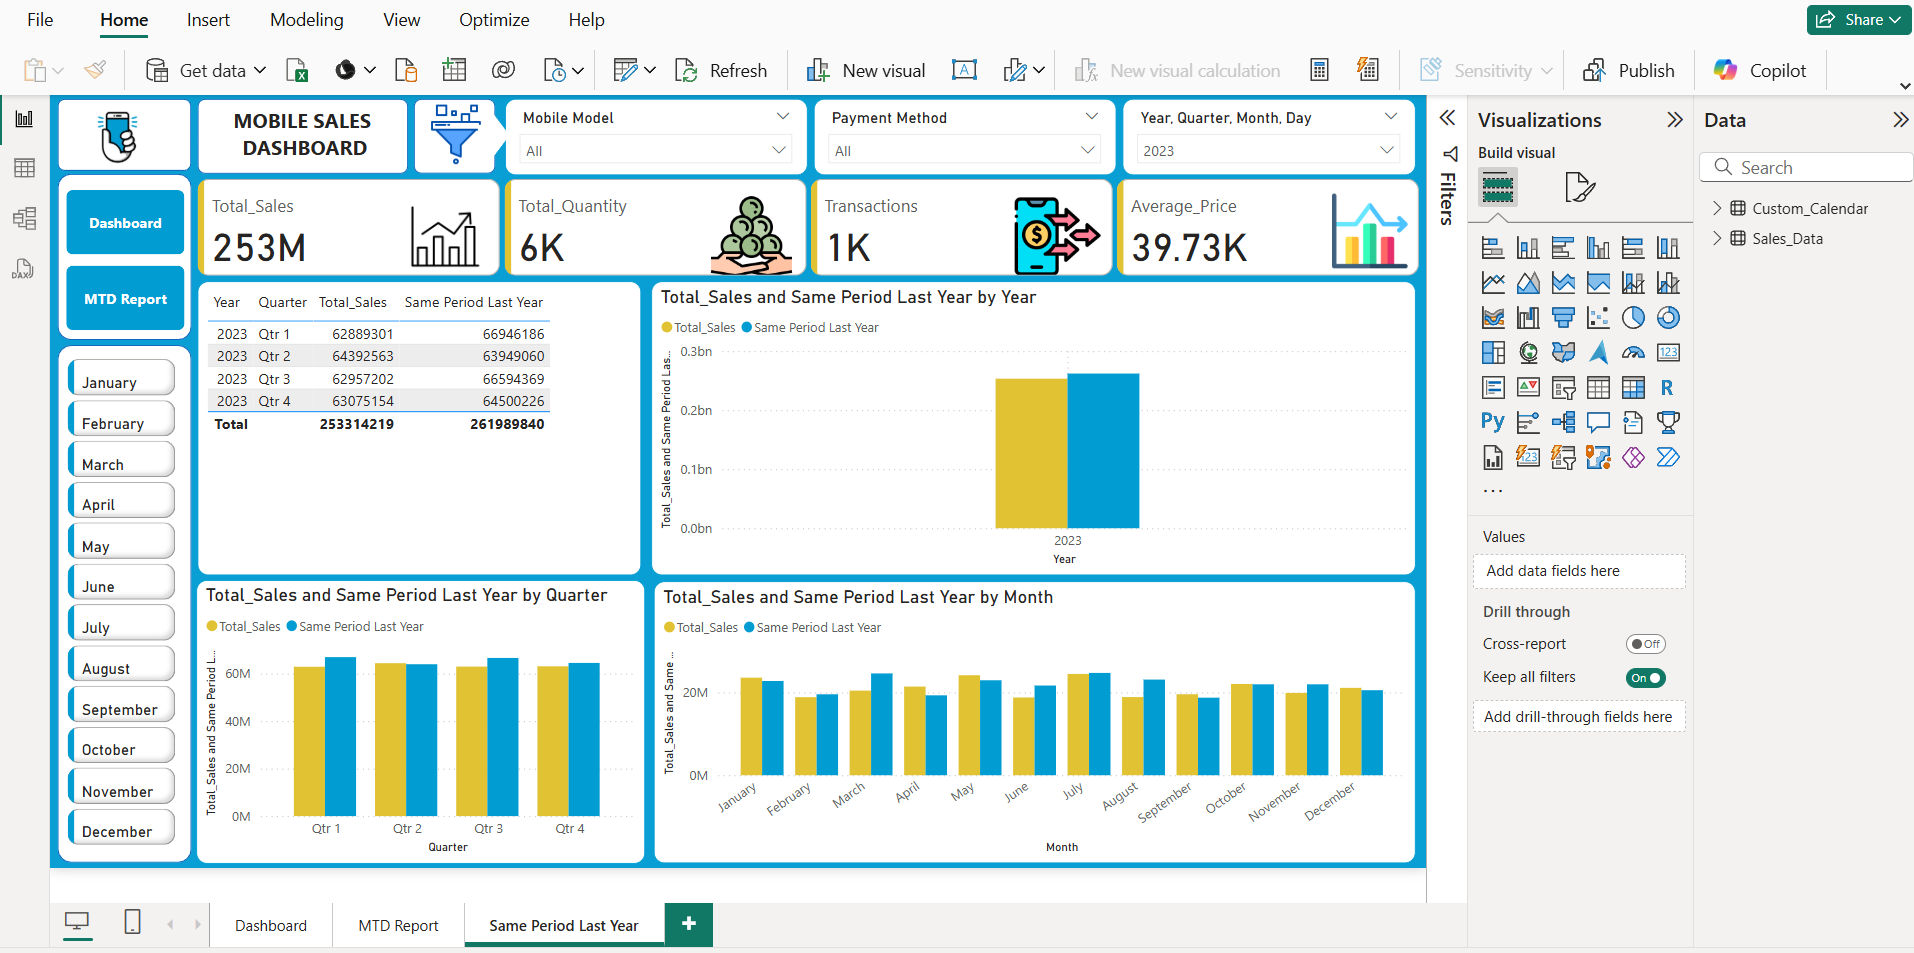 File Home Insert Modeling View Optimize Help Share
Get data Refresh New visual New visual calculation Sensitivity Publish Copilot
MOBILE SALES
DASHBOARD
Mobile Model
All
Payment Method
All
Year, Quarter, Month, Day
2023
Dashboard
MTD Report
Total_Sales
253M
Total_Quantity
6K
Transactions
1K
Average_Price
39.73K
January
February
March
April
May
June
July
August
September
October
November
December
Year Quarter Total_Sales Same Period Last Year
2023 Qtr 1 62889301 66946186
2023 Qtr 2 64392563 63949060
2023 Qtr 3 62957202 66594369
2023 Qtr 4 63075154 64500226
Total 253314219 261989840
Total_Sales and Same Period Last Year by Year
Total_Sales Same Period Last Year
Total_Sales and Same Period Las...
0.3bn
0.2bn
0.1bn
0.0bn
2023
Year
Total_Sales and Same Period Last Year by Quarter
Total_Sales Same Period Last Year
Total_Sales and Same Period L...
60M
40M
20M
0M
Qtr 1 Qtr 2 Qtr 3 Qtr 4
Quarter
Total_Sales and Same Period Last Year by Month
Total_Sales Same Period Last Year
Total_Sales and Same ...
20M
0M
January February March April May June July August September October November December
Month
Filters
Visualizations
Build visual
123
R
Py
123
...
Values
Add data fields here
Drill through
Cross-report Off
Keep all filters On
Add drill-through fields here
Data
Search
Custom_Calendar
Sales_Data
DAX
Dashboard MTD Report Same Period Last Year +